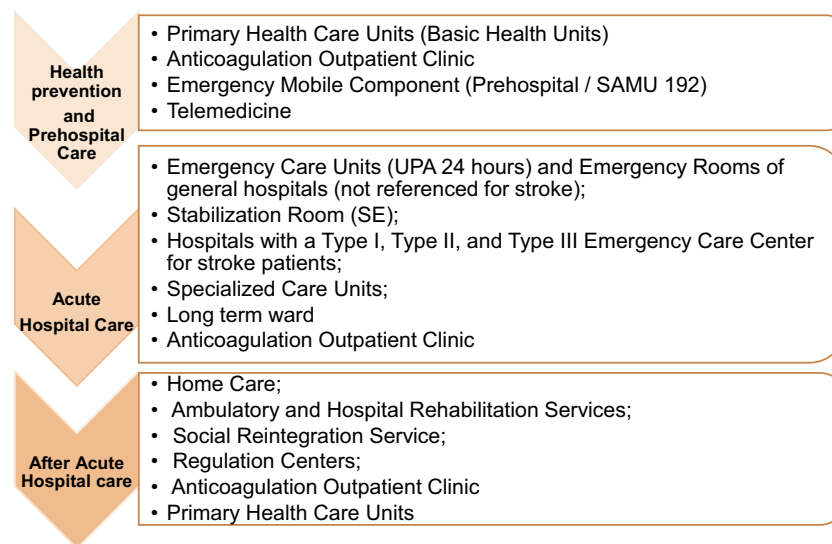 Health
prevention
and
Prehospital
Care
• Primary Health Care Units (Basic Health Units)
• Anticoagulation Outpatient Clinic
• Emergency Mobile Component (Prehospital / SAMU 192)
• Telemedicine
Acute
Hospital Care
• Emergency Care Units (UPA 24 hours) and Emergency Rooms of
general hospitals (not referenced for stroke);
• Stabilization Room (SE);
• Hospitals with a Type I, Type II, and Type III Emergency Care Center
for stroke patients;
• Specialized Care Units;
• Long term ward
• Anticoagulation Outpatient Clinic
After Acute
Hospital care
• Home Care;
• Ambulatory and Hospital Rehabilitation Services;
• Social Reintegration Service;
• Regulation Centers;
• Anticoagulation Outpatient Clinic
• Primary Health Care Units